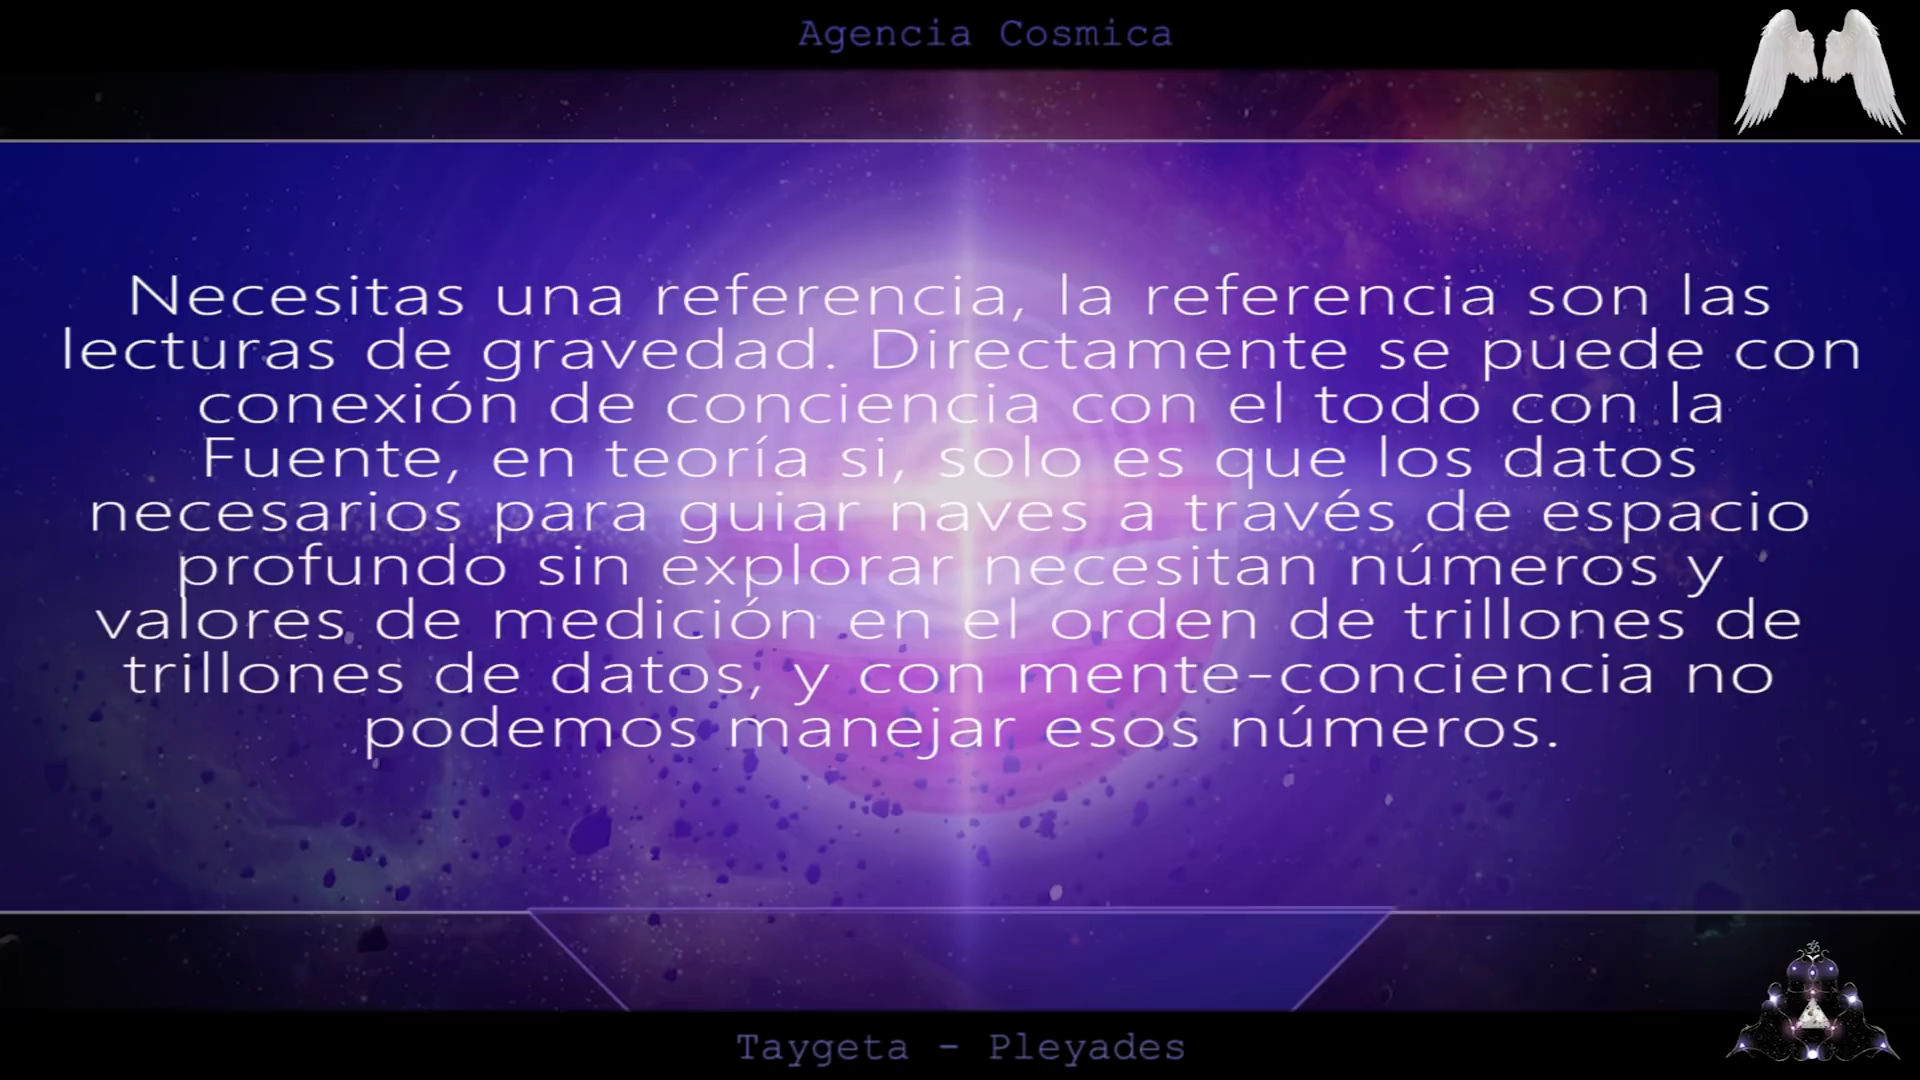 Agencia Cosmica
Necesitas una referencia, la referencia son las
lecturas de gravedad. Directamente se puede con
conexión de conciencia con el todo con la
Fuente, en teoría si, solo es que los datos
necesarios para guiar naves a través de espacio
profundo sin explorar necesitan números y
valores de medición en el orden de trillones de
trillones de datos, y con mente-conciencia no
podemos manejar esos números.
ॐ
Taygeta - Pleyades